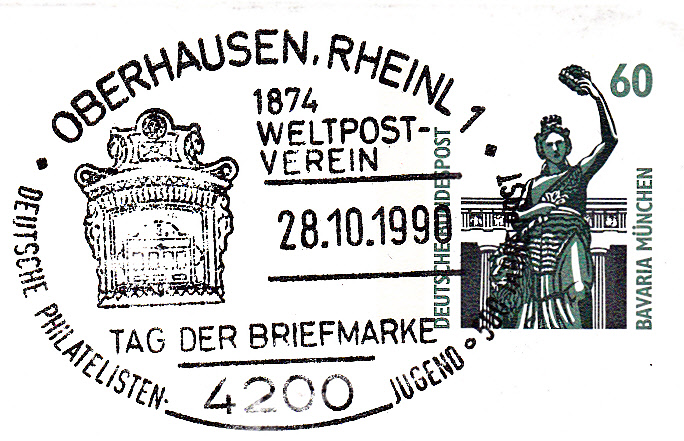 OBERHAUSEN, RHEINL 1
1874
WELTPOST-
VEREIN
28.10.1990
TAG DER BRIEFMARKE
4200
DEUTSCHE PHILATELISTEN-JUGEND
500
DEUTSCHE BUNDESPOST
60
BAVARIA MÜNCHEN